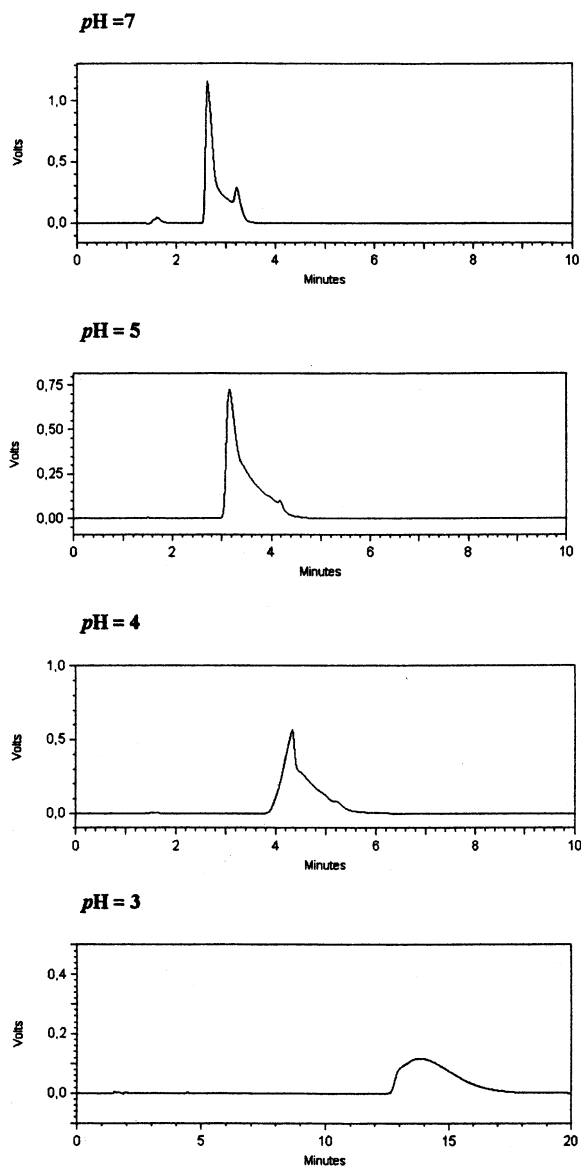 pH =7
1,0
0,5
0,0
Volts
0 2 4 6 8 10
Minutes
pH = 5
0,75
0,50
0,25
0,00
Volts
0 2 4 6 8 10
Minutes
pH = 4
1,0
0,5
0,0
Volts
0 2 4 6 8 10
Minutes
pH = 3
0,4
0,2
0,0
Volts
0 5 10 15 20
Minutes